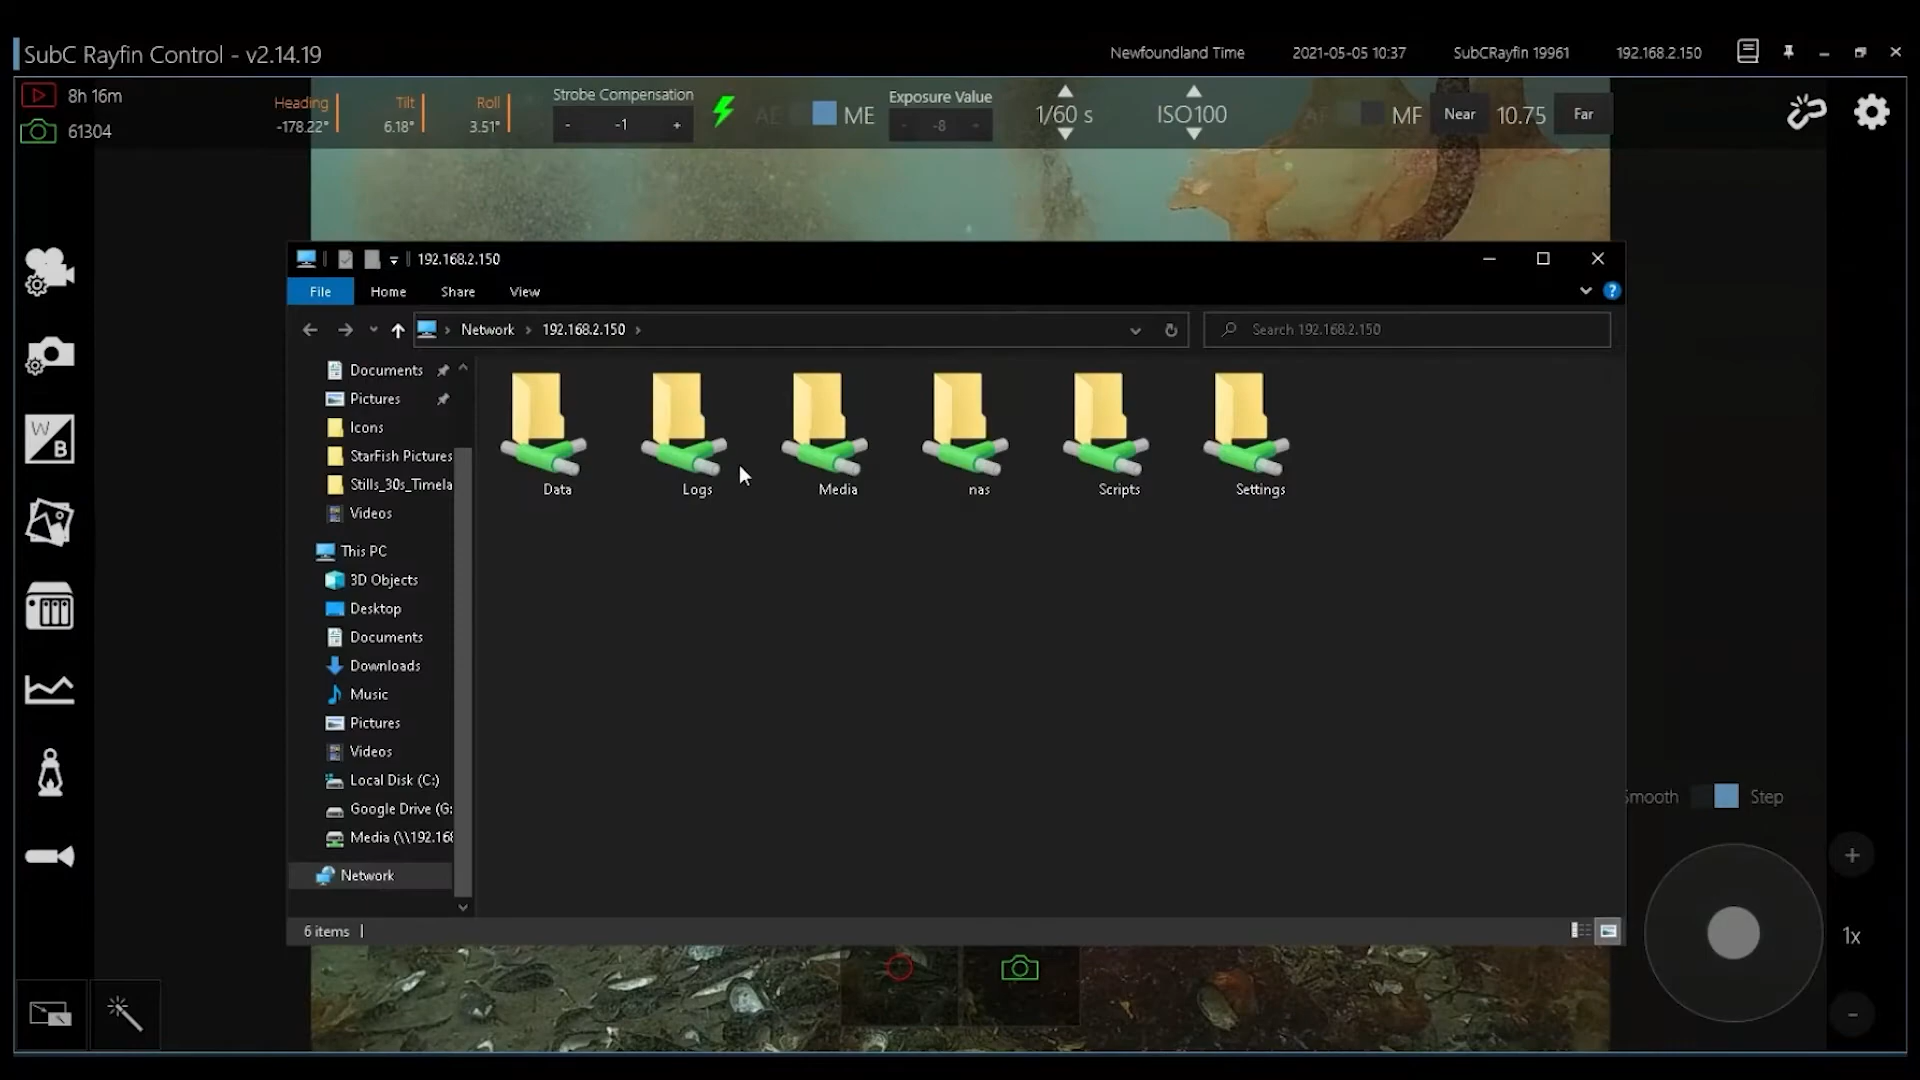 SubC Rayfin Control - v2.14.19
Newfoundland Time 2021-05-05 10:37 SubCRayfin 19961 192.168.2.150
8h 16m
61304
Heading
-178.22°
Tilt
6.18°
Roll
3.51°
Strobe Compensation
- -1 +
AE ME
Exposure Value
- -8 +
1/60 s
ISO100
AF MF
Near 10.75 Far
192.168.2.150
File Home Share View
Network 192.168.2.150
Search 192.168.2.150
Documents
Pictures
Icons
StarFish Pictures
Stills_30s_Timela
Videos
This PC
3D Objects
Desktop
Documents
Downloads
Music
Pictures
Videos
Local Disk (C:)
Google Drive (G:
Media (\\192.168
Network
Data Logs Media nas Scripts Settings
6 items
W
B
Smooth Step
+
1x
-